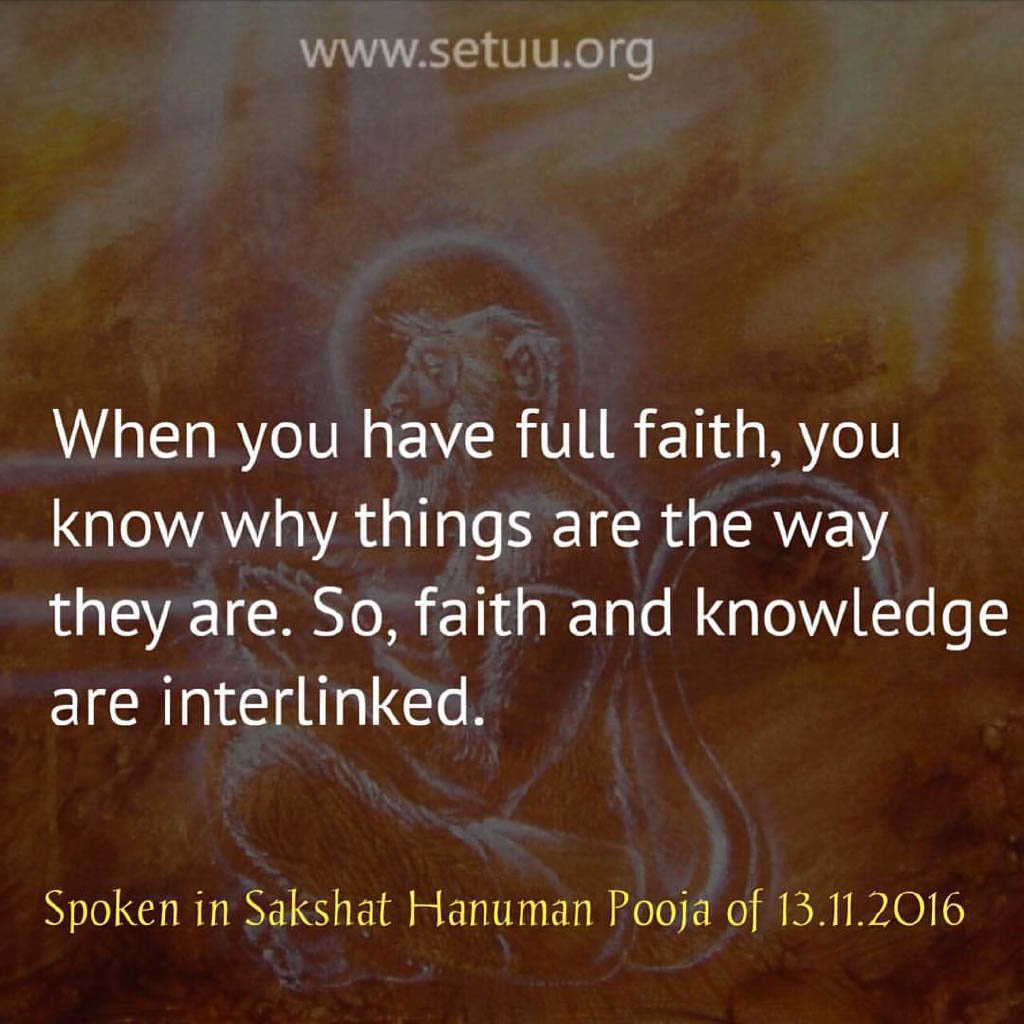 www.setuu.org
When you have full faith, you
know why things are the way
they are. So, faith and knowledge
are interlinked.
Spoken in Sakshat Hanuman Pooja of 13.11.2016